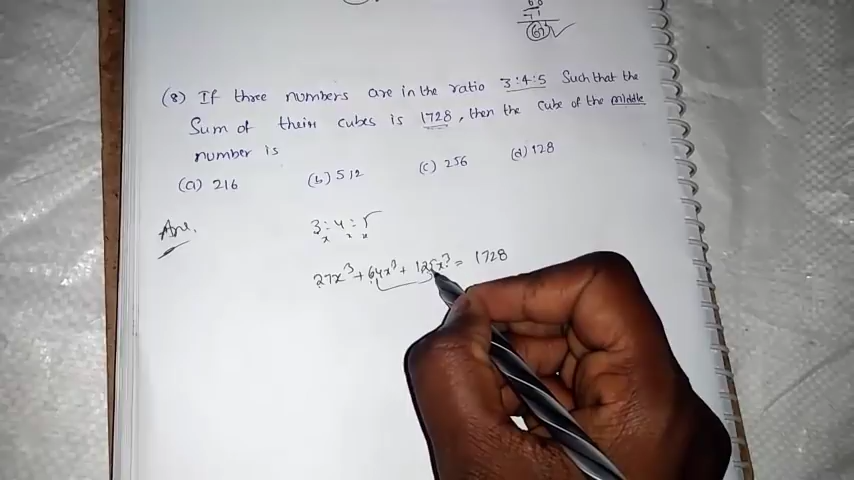 (8) If three numbers are in the ratio 3:4:5 Such that the
Sum of their cubes is 1728, then the cube of the middle
number is
(a) 216 (b) 512 (c) 256 (d) 128
Ans.
3 : 4 : 5
x x x
27x³ + 64x³ + 125x³ = 1728